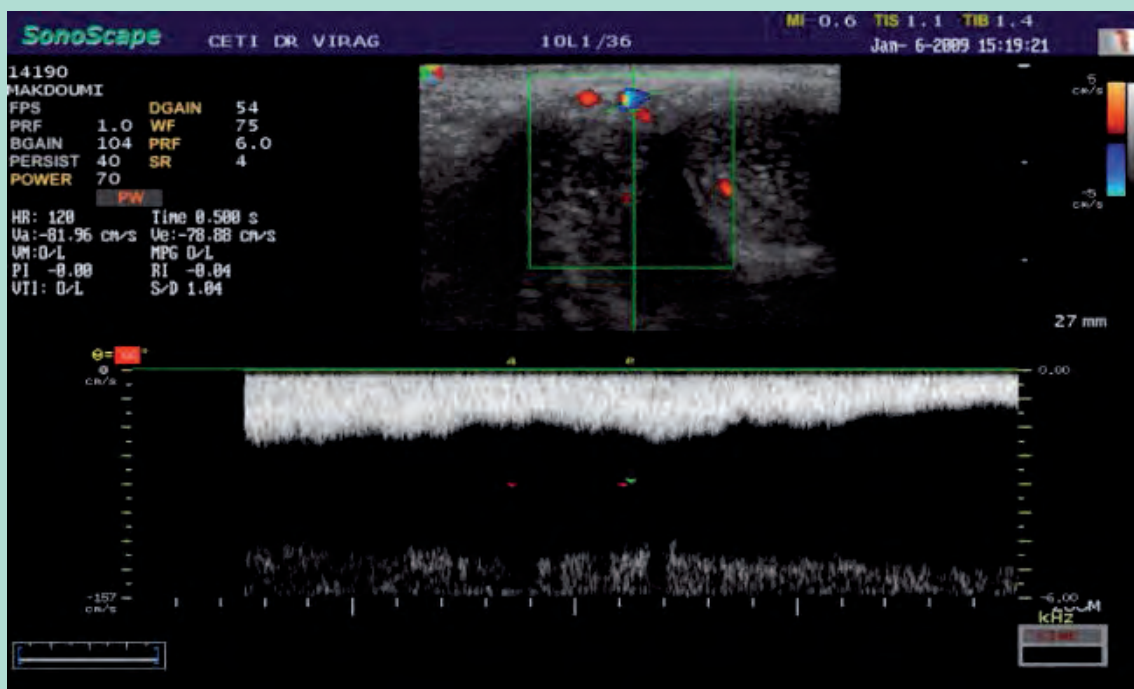 MI 0.6 TIS 1.1 TIB 1.4
SonoScape CETI DR VIRAG 10L1/36 Jan- 6-2009 15:19:21
14190
MAKDOUMI
FPS DGAIN 54
PRF 1.0 WF 75
BGAIN 104 PRF 6.0
PERSIST 40 SR 4
POWER 70
PW
HR: 120 Time 0.500 s
Va:-81.96 cm/s Ve:-78.88 cm/s
VM:0/L MPG 0/L
PI -0.00 RI -0.04
VTI: 0/L S/D 1.04
5
cm/s
-5
cm/s
27 mm
θ= °
0
cm/s
0.00
-157
cm/s
-6.00
kHz